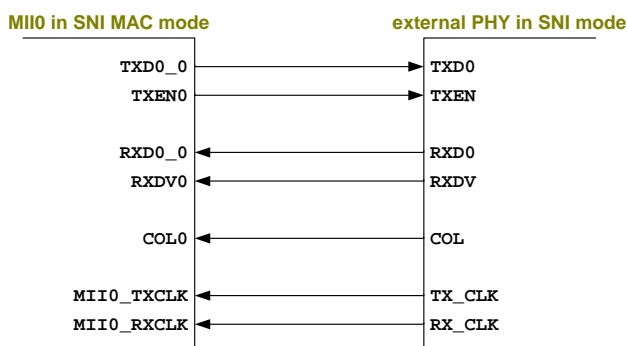 MII0 in SNI MAC mode external PHY in SNI mode
TXD0_0 TXD0
TXEN0 TXEN
RXD0_0 RXD0
RXDV0 RXDV
COL0 COL
MII0_TXCLK TX_CLK
MII0_RXCLK RX_CLK